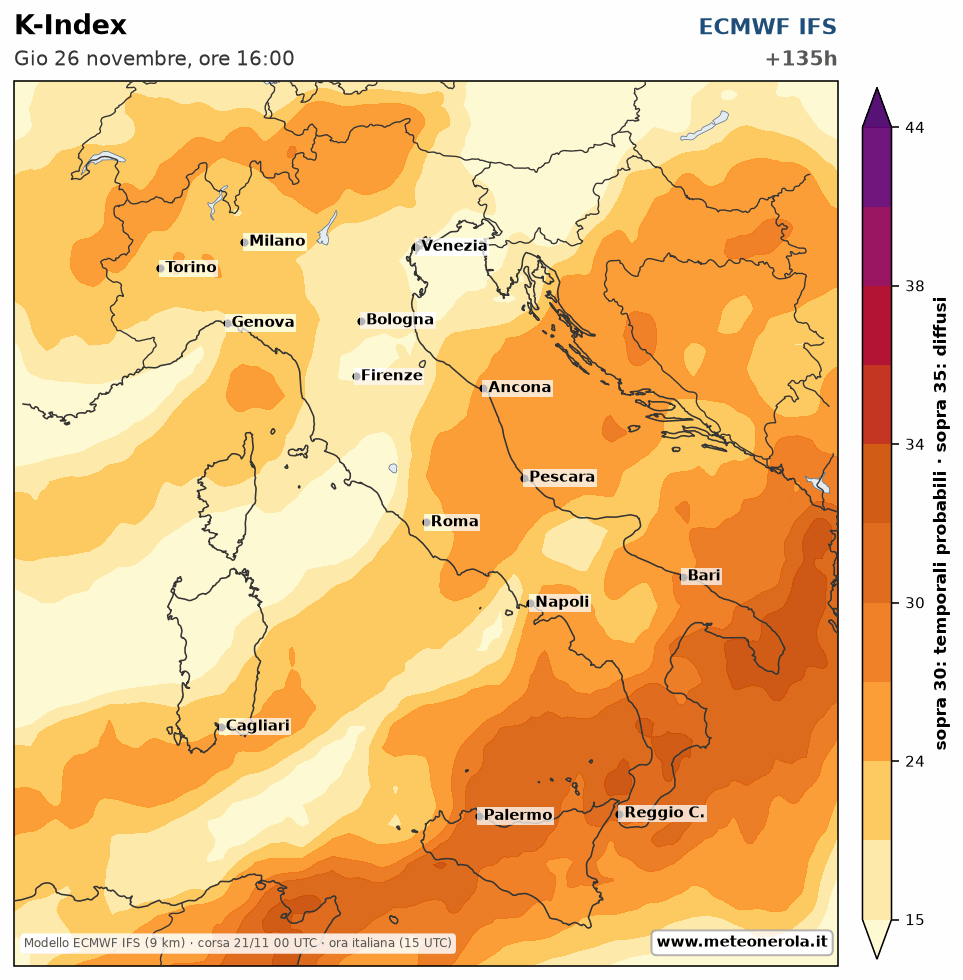 K-Index
ECMWF IFS
Gio 26 novembre, ore 16:00
+135h
44
38
34
30
24
15
sopra 30: temporali probabili · sopra 35: diffusi
Milano
Venezia
Torino
Genova
Bologna
Firenze
Ancona
Pescara
Roma
Bari
Napoli
Cagliari
Palermo
Reggio C.
Modello ECMWF IFS (9 km) · corsa 21/11 00 UTC · ora italiana (15 UTC)
www.meteonerola.it